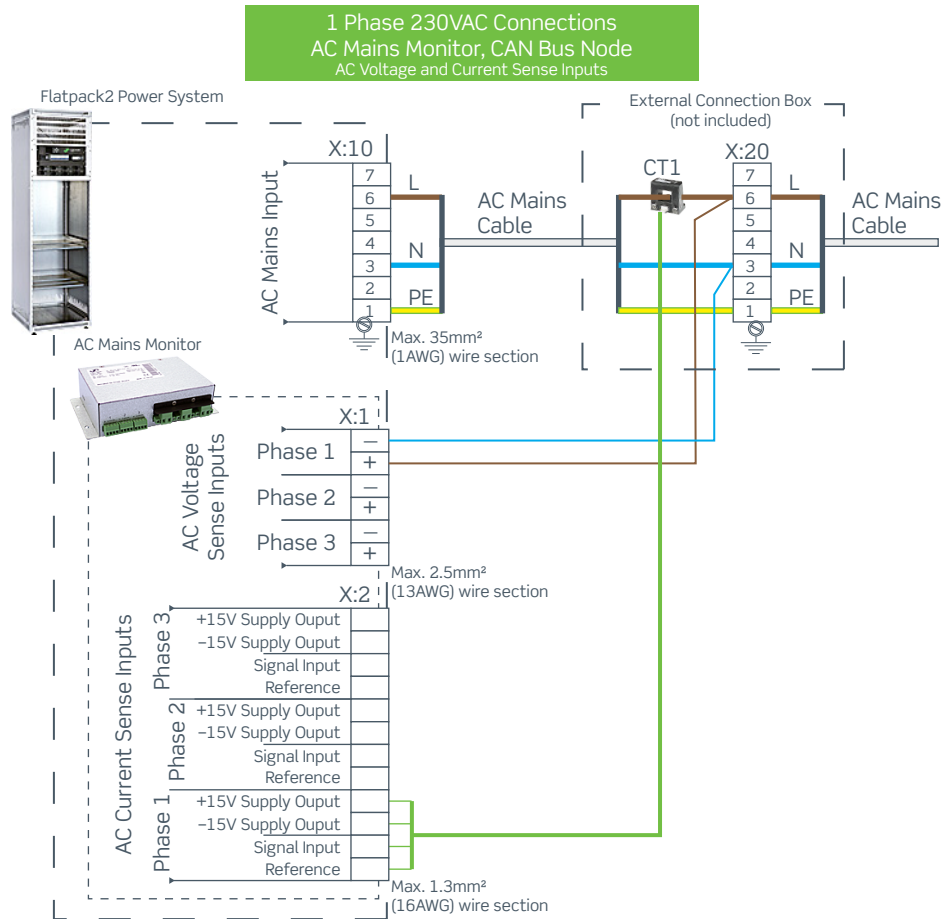 1 Phase 230VAC Connections
AC Mains Monitor, CAN Bus Node
AC Voltage and Current Sense Inputs
Flatpack2 Power System
External Connection Box
(not included)
X:10
AC Mains Input
7
6
5
4
3
2
1
L
N
PE
AC Mains
Cable
CT1
X:20
7
6
5
4
3
2
1
L
N
PE
AC Mains
Cable
Max. 35mm²
(1AWG) wire section
AC Mains Monitor
X:1
AC Voltage
Sense Inputs
Phase 1
–
+
Phase 2
–
+
Phase 3
–
+
Max. 2.5mm²
(13AWG) wire section
X:2
AC Current Sense Inputs
Phase 3
+15V Supply Ouput
–15V Supply Ouput
Signal Input
Reference
Phase 2
+15V Supply Ouput
–15V Supply Ouput
Signal Input
Reference
Phase 1
+15V Supply Ouput
–15V Supply Ouput
Signal Input
Reference
Max. 1.3mm²
(16AWG) wire section